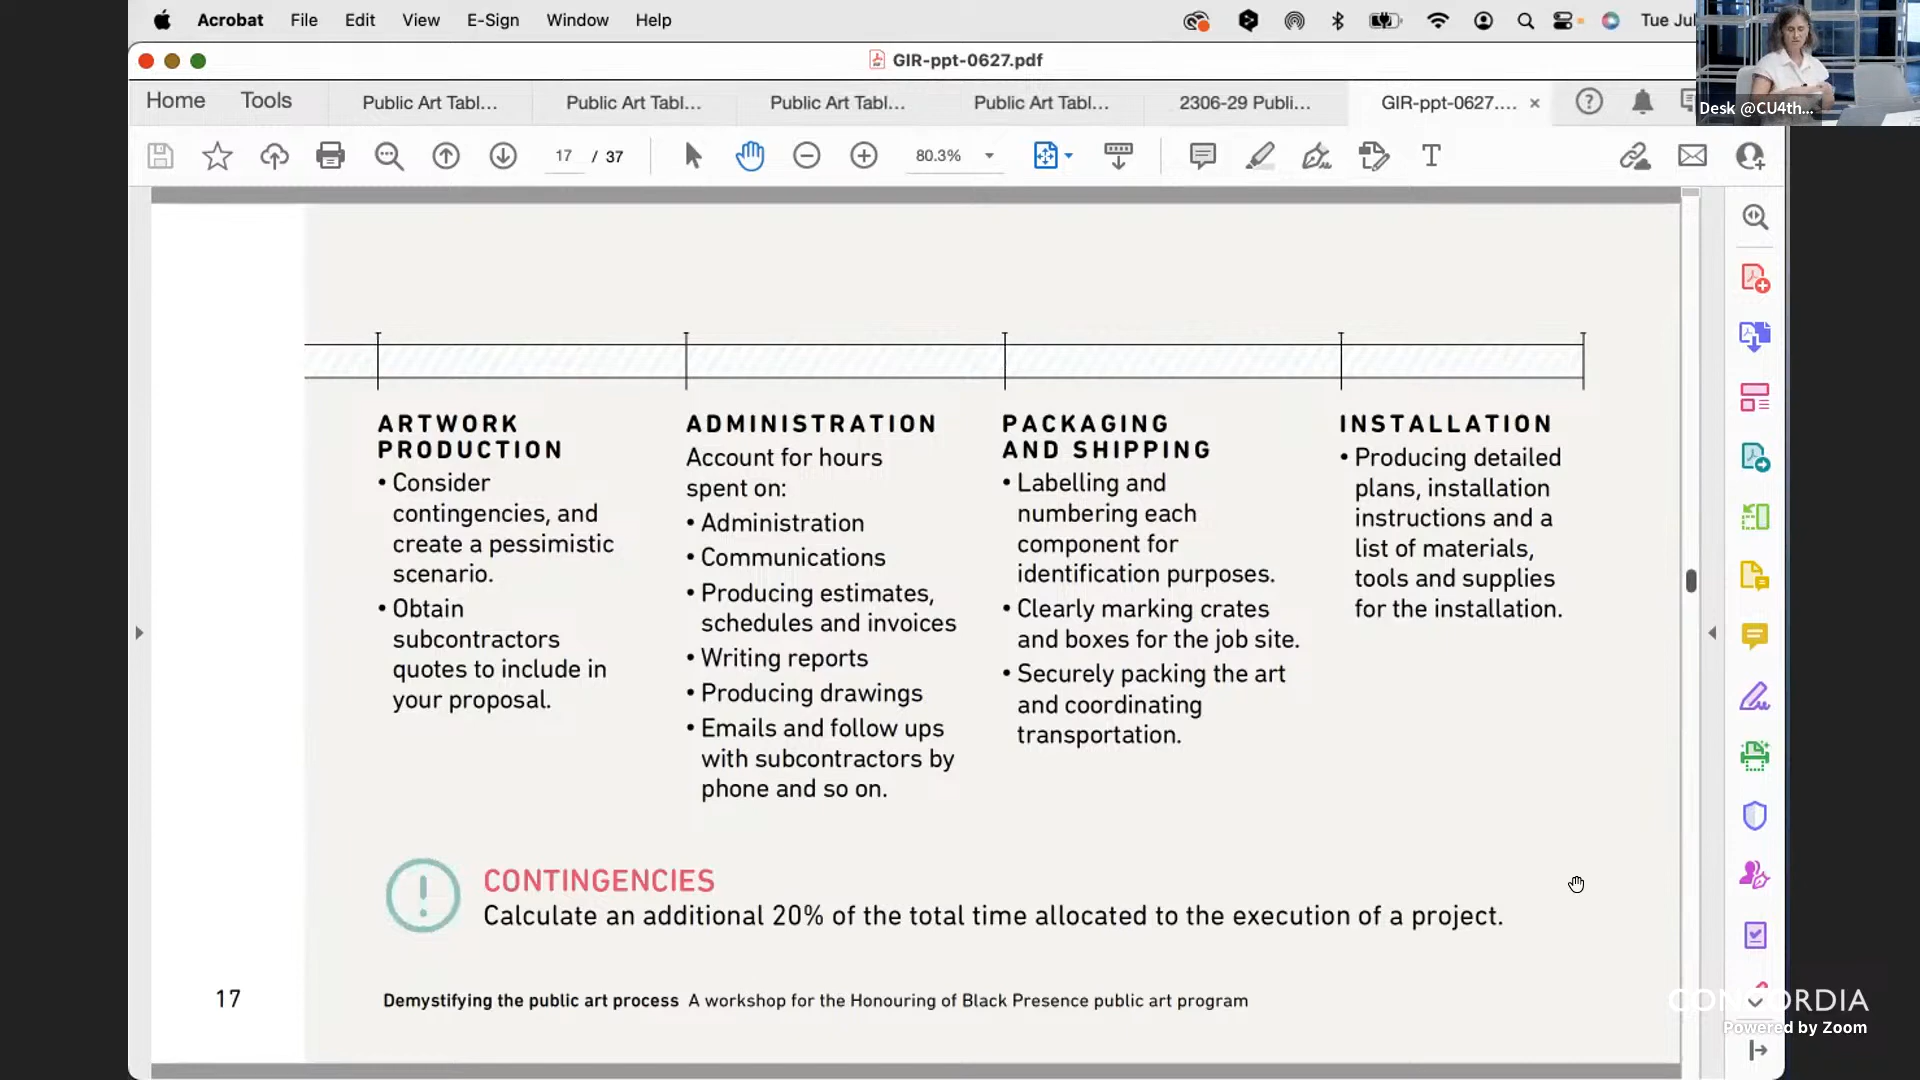 Acrobat File Edit View E-Sign Window Help
Tue Jul
GIR-ppt-0627.pdf
Home Tools Public Art Tabl... Public Art Tabl... Public Art Tabl... Public Art Tabl... 2306-29 Publi... GIR-ppt-0627....
Desk @CU4th...
17 / 37
80.3%
ARTWORK
PRODUCTION
• Consider
contingencies, and
create a pessimistic
scenario.
• Obtain
subcontractors
quotes to include in
your proposal.
ADMINISTRATION
Account for hours
spent on:
• Administration
• Communications
• Producing estimates,
schedules and invoices
• Writing reports
• Producing drawings
• Emails and follow ups
with subcontractors by
phone and so on.
PACKAGING
AND SHIPPING
• Labelling and
numbering each
component for
identification purposes.
• Clearly marking crates
and boxes for the job site.
• Securely packing the art
and coordinating
transportation.
INSTALLATION
• Producing detailed
plans, installation
instructions and a
list of materials,
tools and supplies
for the installation.
CONTINGENCIES
Calculate an additional 20% of the total time allocated to the execution of a project.
17
Demystifying the public art process A workshop for the Honouring of Black Presence public art program
CONCORDIA
Powered by Zoom